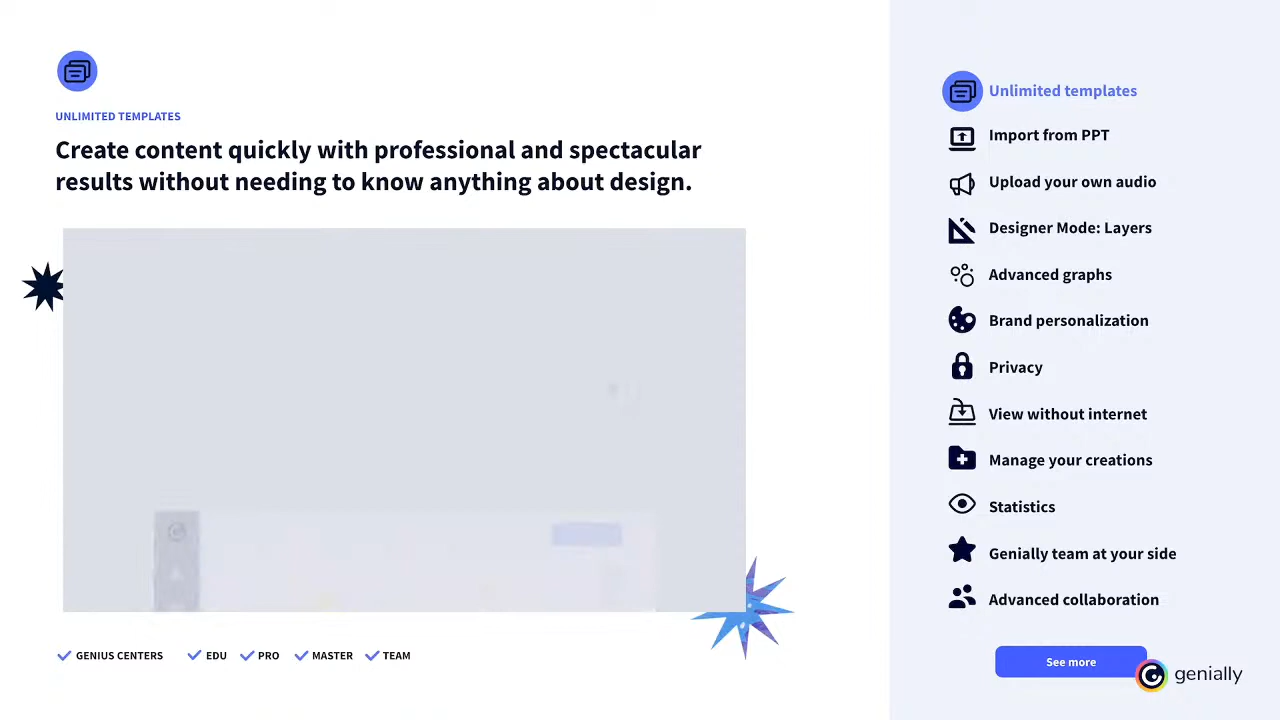 UNLIMITED TEMPLATES
Create content quickly with professional and spectacular
results without needing to know anything about design.
GENIUS CENTERS EDU PRO MASTER TEAM
Unlimited templates
Import from PPT
Upload your own audio
Designer Mode: Layers
Advanced graphs
Brand personalization
Privacy
View without internet
Manage your creations
Statistics
Genially team at your side
Advanced collaboration
See more
genially